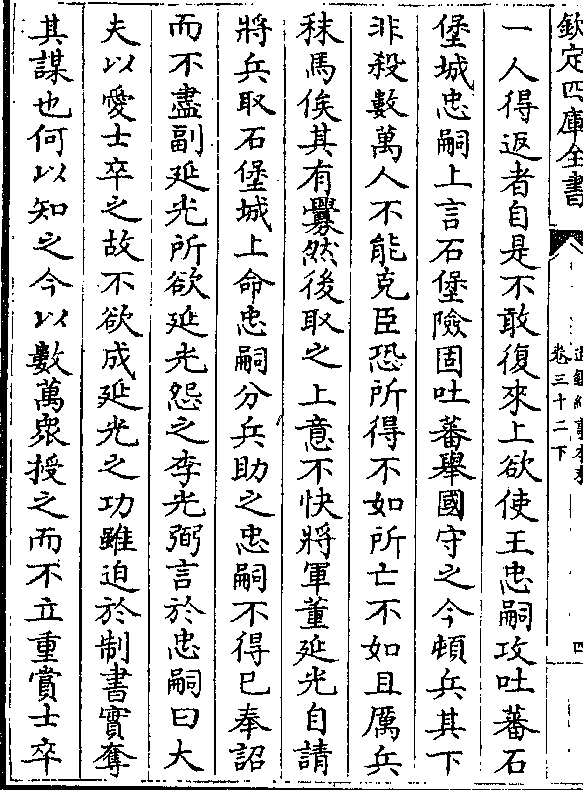 欽定四庫全書
卷三十二下
四
一人得返者自是不敢復來上欲使王忠嗣攻吐蕃石
堡城忠嗣上言石堡險固吐蕃舉國守之今頓兵其下
非殺數萬人不能克臣恐所得不如所亡不如且厲兵
秣馬俟其有釁然後取之上意不快將軍董延光自請
將兵取石堡城上命忠嗣分兵助之忠嗣不得已奉詔
而不盡副延光所欲延光怨之李光弼言於忠嗣曰大
夫以愛士卒之故不欲成延光之功雖迫於制書實奪
其謀也何以知之今以數萬衆授之而不立重賞士卒